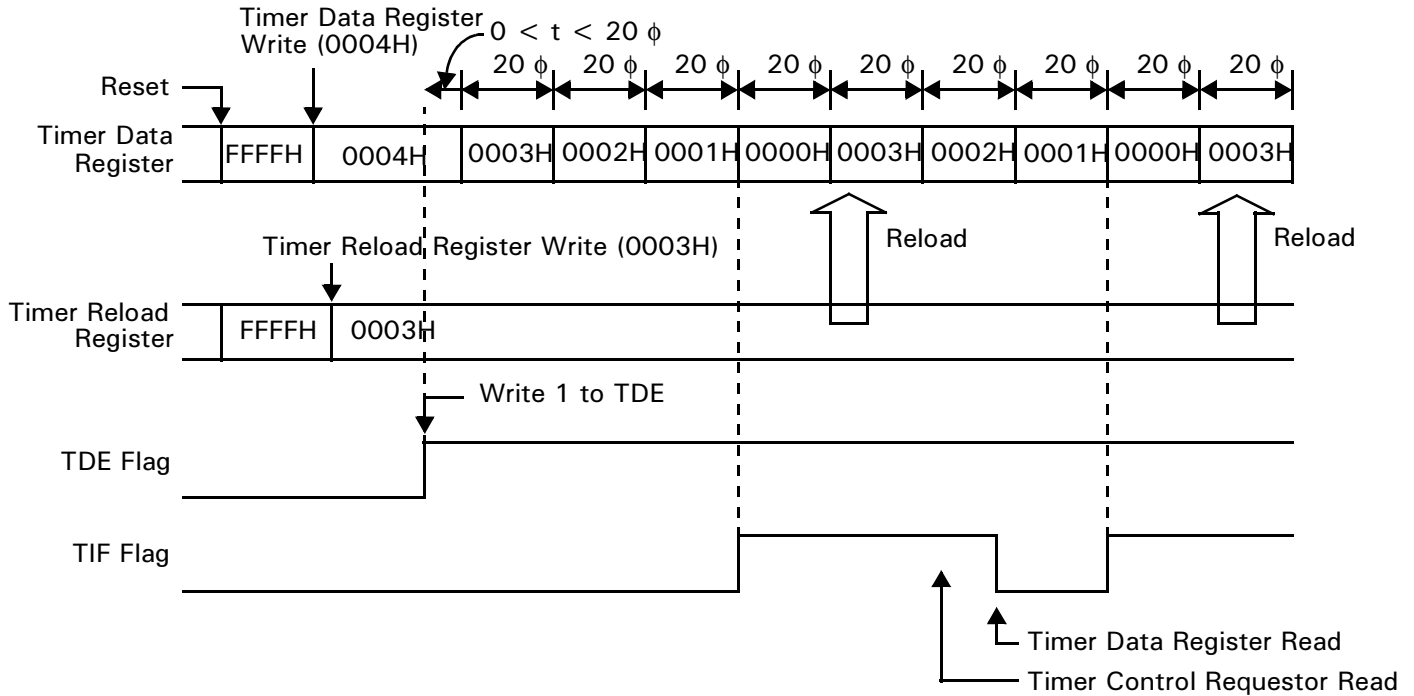 Timer Data Register
Write (0004H)
0 < t < 20 ϕ
20 ϕ 20 ϕ 20 ϕ 20 ϕ 20 ϕ 20 ϕ 20 ϕ 20 ϕ 20 ϕ
Reset
Timer Data
Register
FFFFH 0004H 0003H 0002H 0001H 0000H 0003H 0002H 0001H 0000H 0003H
Reload
Reload
Timer Reload Register Write (0003H)
Timer Reload
Register
FFFFH 0003H
Write 1 to TDE
TDE Flag
TIF Flag
Timer Data Register Read
Timer Control Requestor Read